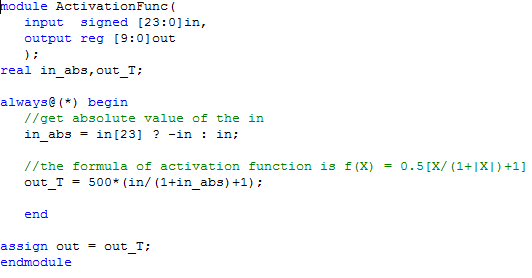 module ActivationFunc(
input signed [23:0]in,
output reg [9:0]out
);
real in_abs,out_T;
always@(*) begin
//get absolute value of the in
in_abs = in[23] ? -in : in;
//the formula of activation function is f(X) = 0.5[X/(1+|X|)+1]
out_T = 500*(in/(1+in_abs)+1);
end
assign out = out_T;
endmodule